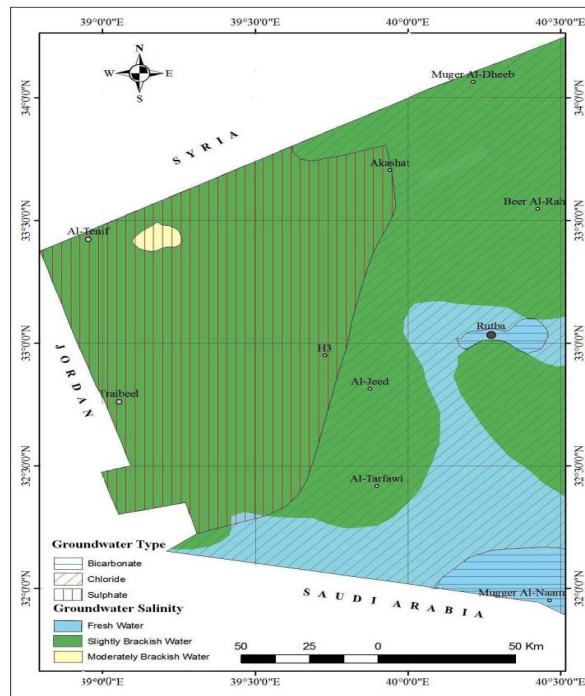 39°0'0" 39°30'0" 40°0'0" 40°30'0"
N
W E
S
34°0'0"
34°0'0"
Muger Al-Dheeb
SYRIA
Akashat
Beer Al-Rah
33°30'0"
33°30'0"
Al-Tenif
Rutba
33°0'0"
33°0'0"
H3
JORDAN
Al-Jeed
Traibeel
32°30'0"
32°30'0"
Al-Tarfawi
Groundwater Type
Bicarbonate
Chloride
Sulphate
Groundwater Salinity
Fresh Water
Slightly Brackish Water
Moderately Brackish Water
32°0'0"
32°0'0"
SAUDI ARABIA
Mugger Al-Naam
50 25 0 50 Km
39°0'0" 39°30'0" 40°0'0" 40°30'0"